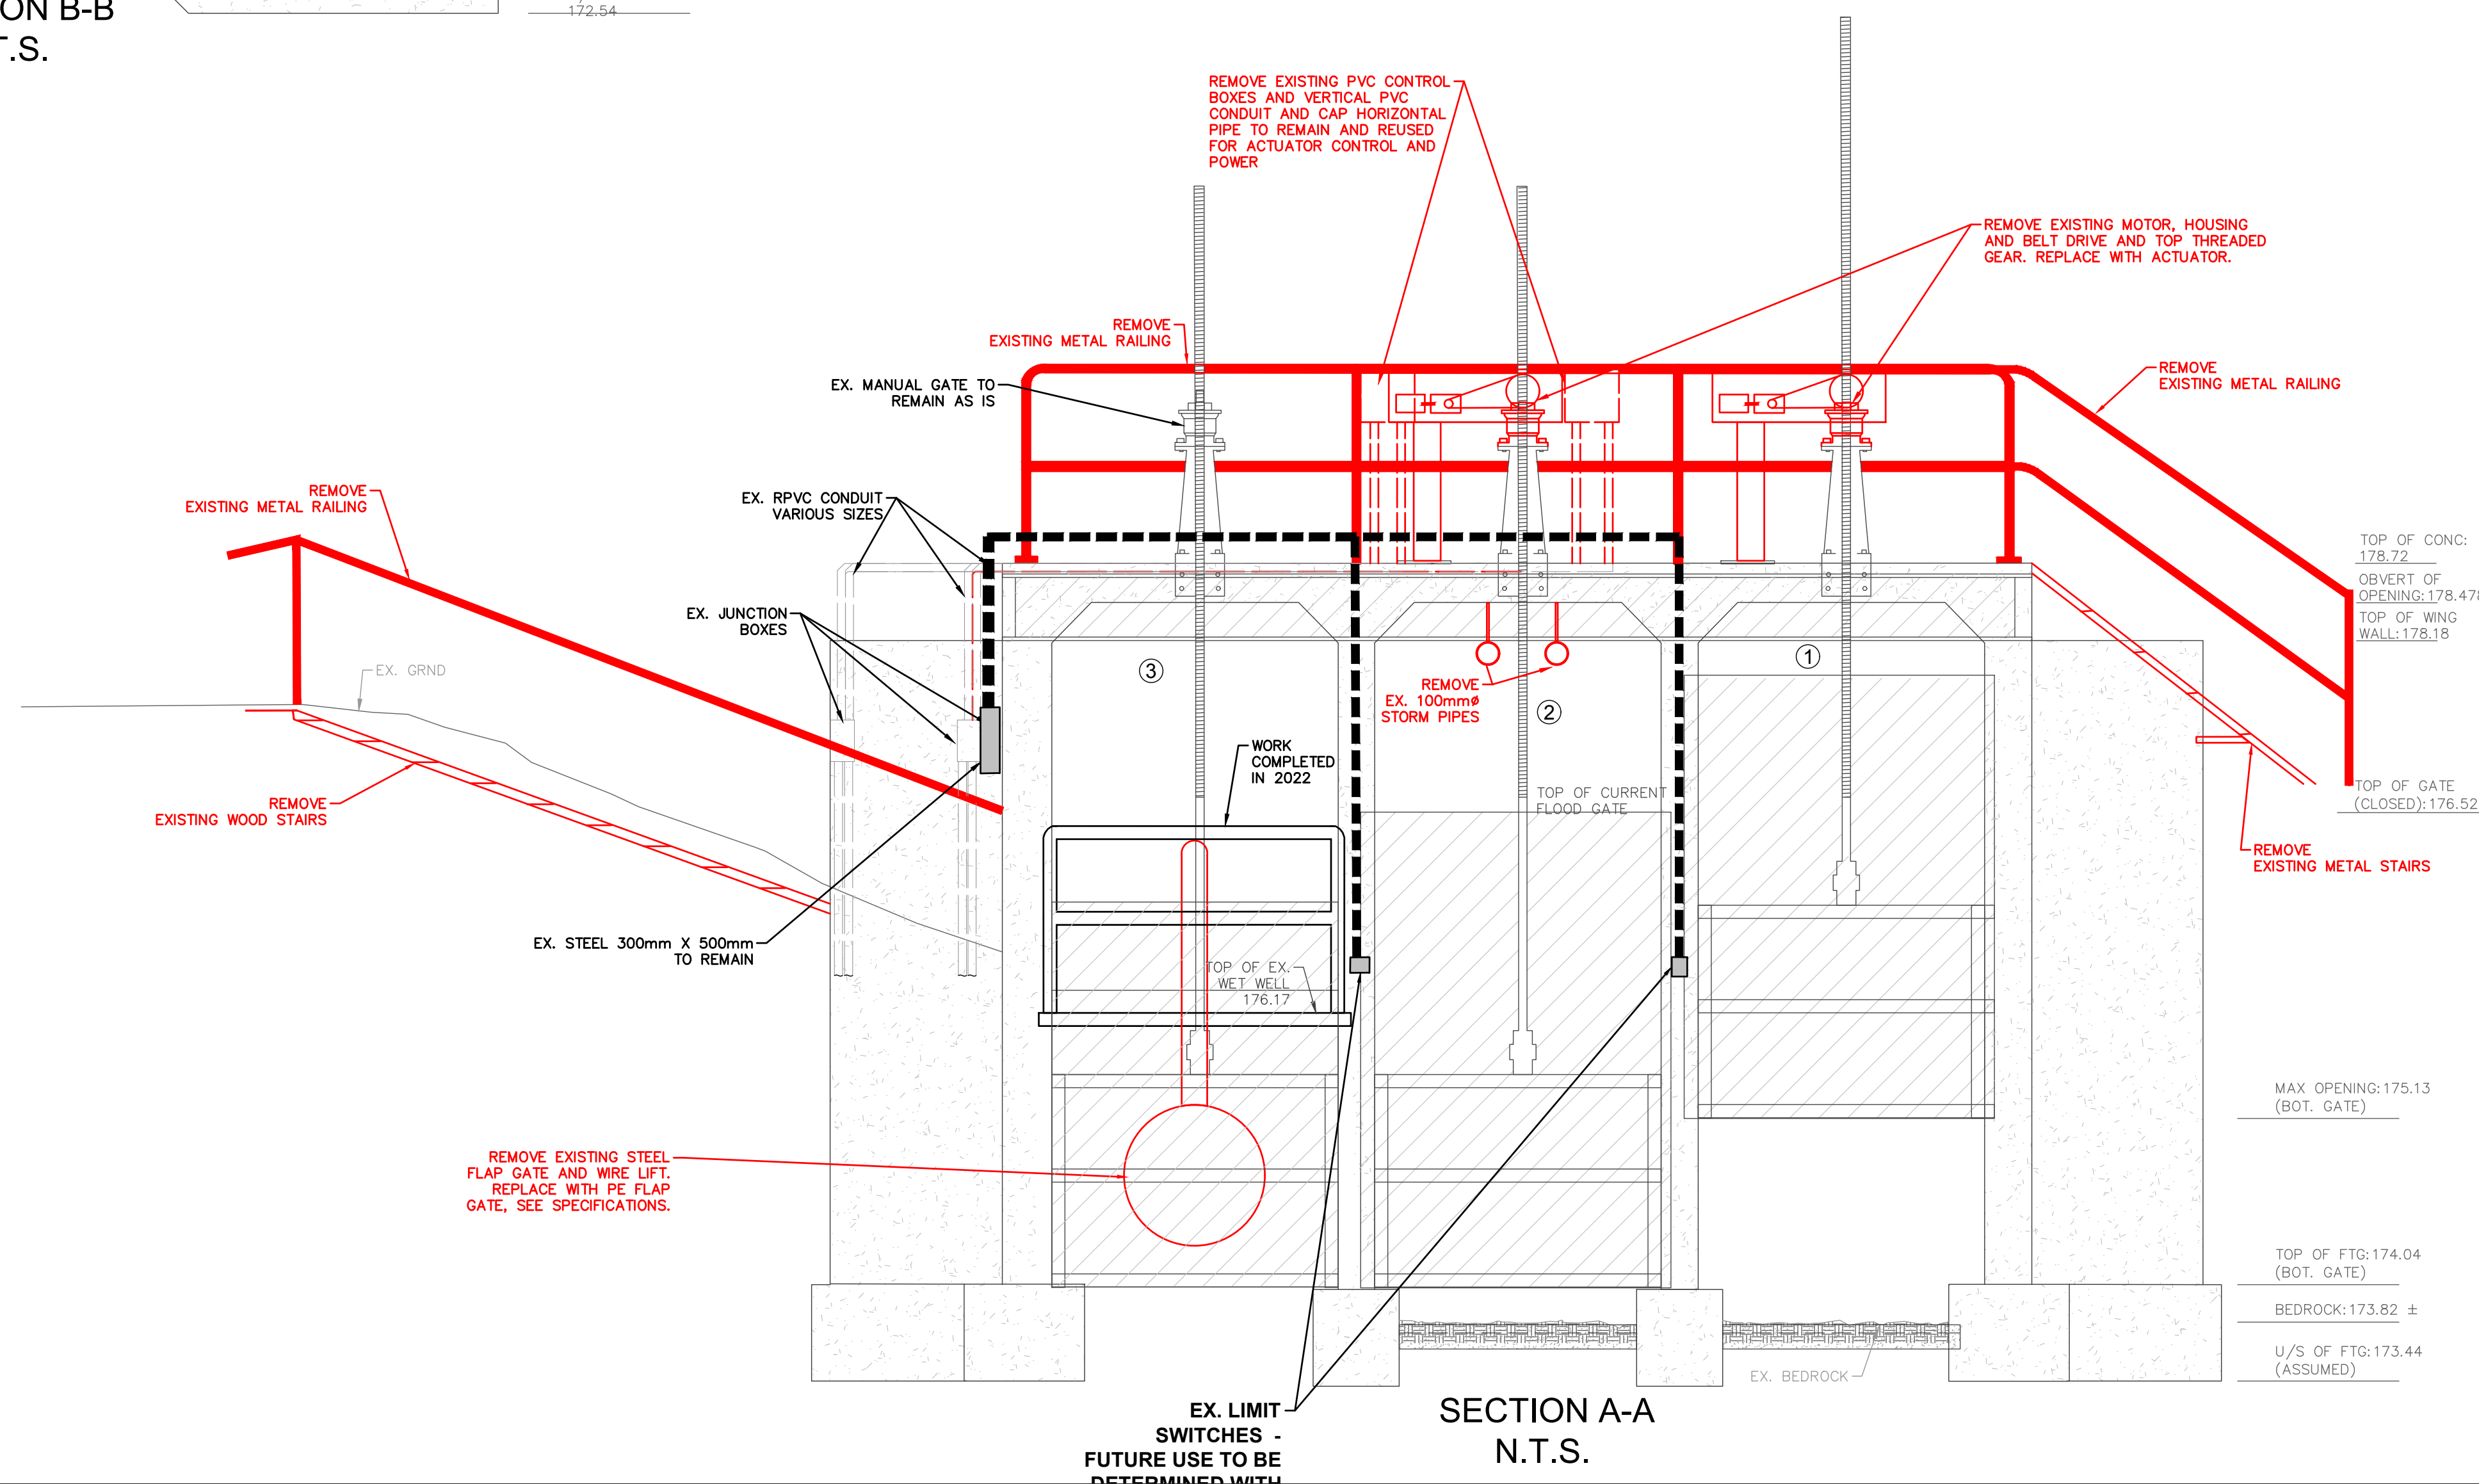 ON B-B
T.S.
172.54
REMOVE EXISTING PVC CONTROL
BOXES AND VERTICAL PVC
CONDUIT AND CAP HORIZONTAL
PIPE TO REMAIN AND REUSED
FOR ACTUATOR CONTROL AND
POWER
REMOVE EXISTING MOTOR, HOUSING
AND BELT DRIVE AND TOP THREADED
GEAR. REPLACE WITH ACTUATOR.
REMOVE
EXISTING METAL RAILING
REMOVE
EXISTING METAL RAILING
EX. MANUAL GATE TO
REMAIN AS IS
REMOVE
EXISTING METAL RAILING
EX. RPVC CONDUIT
VARIOUS SIZES
TOP OF CONC:
178.72
OBVERT OF
OPENING:178.478
TOP OF WING
WALL:178.18
EX. JUNCTION
BOXES
EX. GRND
3
REMOVE
EX. 100mmØ
STORM PIPES
2
1
WORK
COMPLETED
IN 2022
TOP OF CURRENT
FLOOD GATE
TOP OF GATE
(CLOSED):176.52
REMOVE
EXISTING WOOD STAIRS
REMOVE
EXISTING METAL STAIRS
EX. STEEL 300mm X 500mm
TO REMAIN
TOP OF EX.
WET WELL
176.17
MAX OPENING:175.13
(BOT. GATE)
REMOVE EXISTING STEEL
FLAP GATE AND WIRE LIFT.
REPLACE WITH PE FLAP
GATE, SEE SPECIFICATIONS.
TOP OF FTG:174.04
(BOT. GATE)
BEDROCK:173.82 ±
U/S OF FTG:173.44
(ASSUMED)
EX. BEDROCK
EX. LIMIT
SWITCHES -
FUTURE USE TO BE
DETERMINED WITH
SECTION A-A
N.T.S.